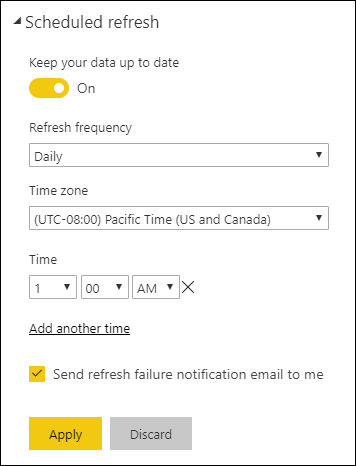 Scheduled refresh
Keep your data up to date
On
Refresh frequency
Daily
Time zone
(UTC-08:00) Pacific Time (US and Canada)
Time
1 00 AM
Add another time
Send refresh failure notification email to me
Apply Discard